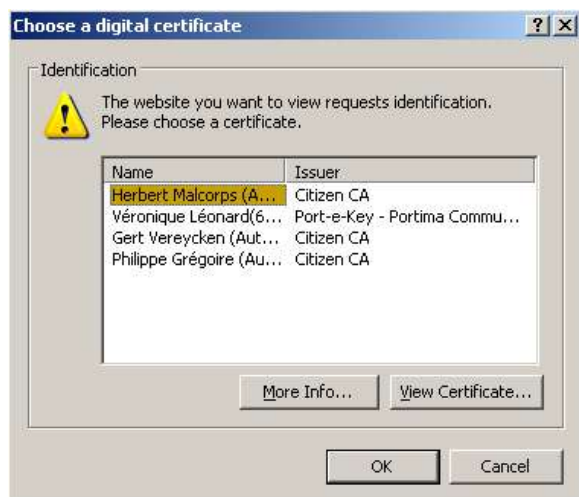 Choose a digital certificate
Identification
The website you want to view requests identification.
Please choose a certificate.
Name Issuer
Herbert Malcorps (A... Citizen CA
Véronique Léonard(6... Port-e-Key - Portima Commu...
Gert Vereycken (Aut... Citizen CA
Philippe Grégoire (Au... Citizen CA
More Info... View Certificate...
OK Cancel